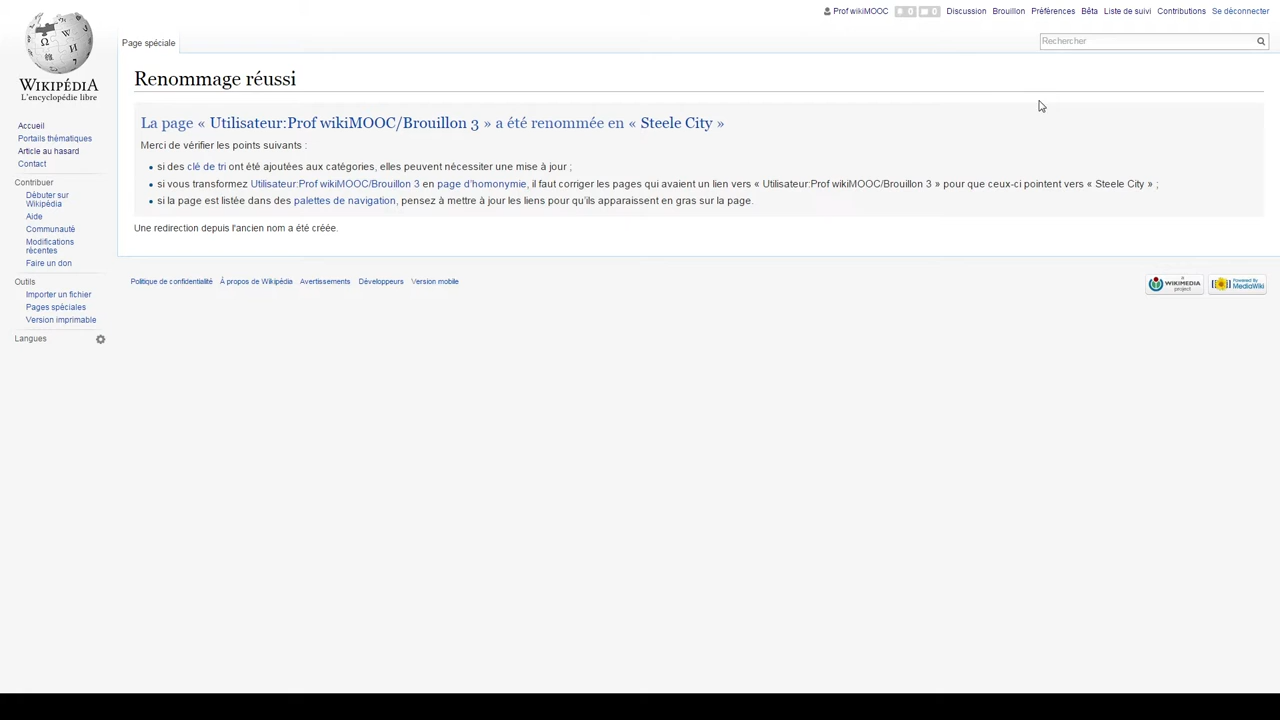 Prof wikiMOOC 0 0 Discussion Brouillon Préférences Bêta Liste de suivi Contributions Se déconnecter
Page spéciale
Rechercher
WIKIPÉDIA
L'encyclopédie libre
Accueil
Portails thématiques
Article au hasard
Contact
Contribuer
Débuter sur
Wikipédia
Aide
Communauté
Modifications
récentes
Faire un don
Outils
Importer un fichier
Pages spéciales
Version imprimable
Langues
Renommage réussi
La page « Utilisateur:Prof wikiMOOC/Brouillon 3 » a été renommée en « Steele City »
Merci de vérifier les points suivants :
si des clé de tri ont été ajoutées aux catégories, elles peuvent nécessiter une mise à jour ;
si vous transformez Utilisateur:Prof wikiMOOC/Brouillon 3 en page d'homonymie, il faut corriger les pages qui avaient un lien vers « Utilisateur:Prof wikiMOOC/Brouillon 3 » pour que ceux-ci pointent vers « Steele City » ;
si la page est listée dans des palettes de navigation, pensez à mettre à jour les liens pour qu'ils apparaissent en gras sur la page.
Une redirection depuis l'ancien nom a été créée.
Politique de confidentialité À propos de Wikipédia Avertissements Développeurs Version mobile
A WIKIMEDIA project
Powered By MediaWiki